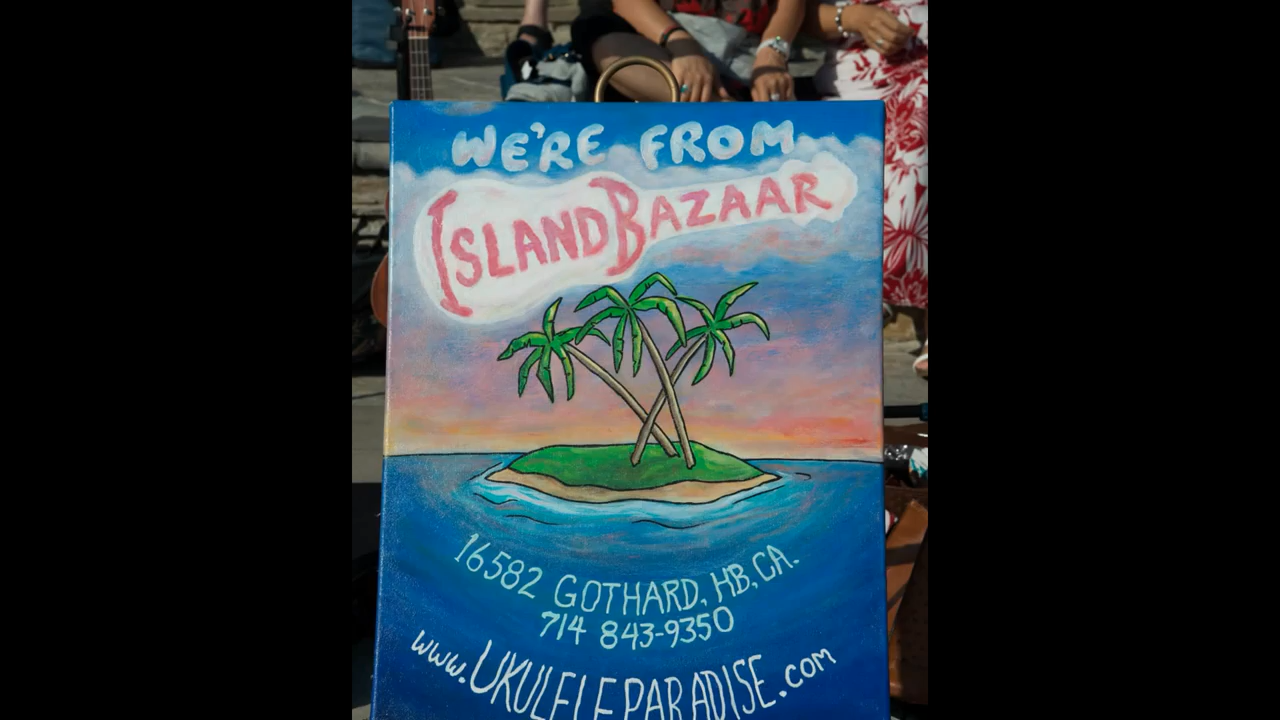 WE'RE FROM
ISLAND BAZAAR
16582 GOTHARD, HB, CA.
714 843-9350
www.UKULELEPARADISE.com